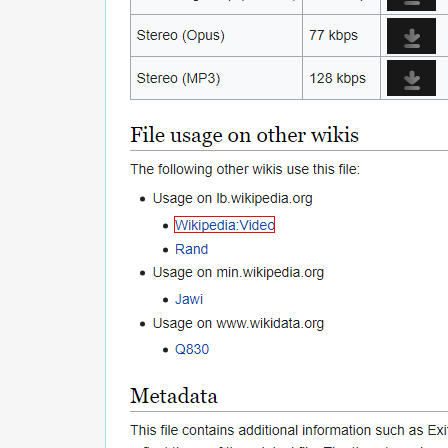 Stereo (Opus) 77 kbps
Stereo (MP3) 128 kbps
File usage on other wikis
The following other wikis use this file:
Usage on lb.wikipedia.org
Wikipedia:Video
Rand
Usage on min.wikipedia.org
Jawi
Usage on www.wikidata.org
Q830
Metadata
This file contains additional information such as Exi